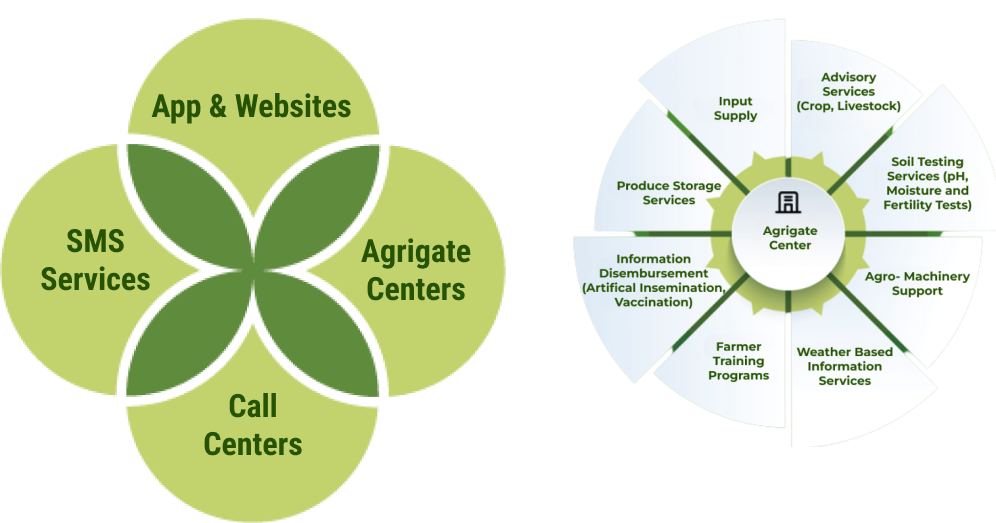 App & Websites
SMS
Services
Agrigate
Centers
Call
Centers
Input
Supply
Advisory
Services
(Crop, Livestock)
Soil Testing
Services (pH,
Moisture and
Fertility Tests)
Agro- Machinery
Support
Weather Based
Information
Services
Farmer
Training
Programs
Information
Disembursement
(Artifical Insemination,
Vaccination)
Produce Storage
Services
Agrigate
Center